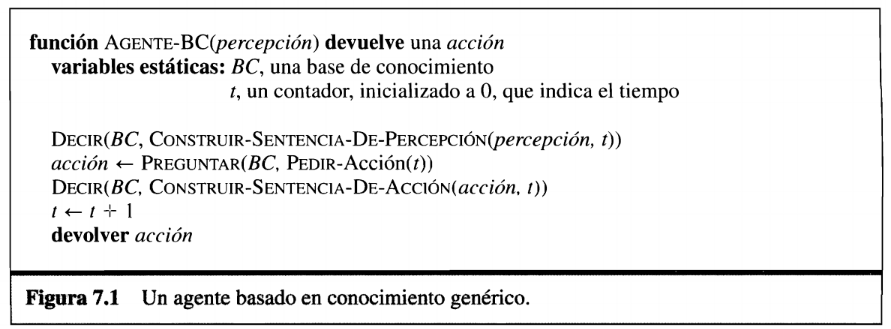 función AGENTE-BC(percepción) devuelve una acción
variables estáticas: BC, una base de conocimiento
t, un contador, inicializado a 0, que indica el tiempo
DECIR(BC, CONSTRUIR-SENTENCIA-DE-PERCEPCIÓN(percepción, t))
acción ← PREGUNTAR(BC, PEDIR-Acción(t))
DECIR(BC, CONSTRUIR-SENTENCIA-DE-ACCIÓN(acción, t))
t ← t + 1
devolver acción
Figura 7.1 Un agente basado en conocimiento genérico.